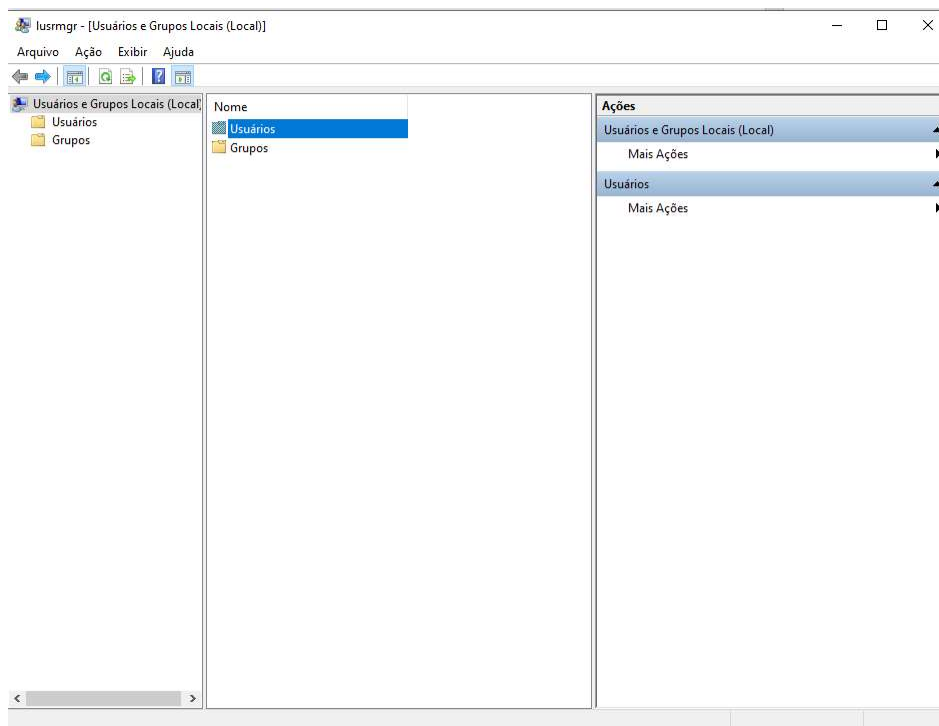 lusrmgr - [Usuários e Grupos Locais (Local)]
Arquivo Ação Exibir Ajuda
Usuários e Grupos Locais (Local)
Usuários
Grupos
Nome
Usuários
Grupos
Ações
Usuários e Grupos Locais (Local)
Mais Ações
Usuários
Mais Ações